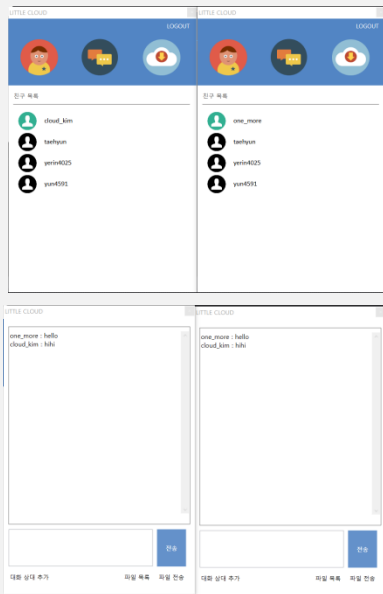 LITTLE CLOUD
LOGOUT
친구 목록
cloud_kim
taehyun
yerin4025
yun4591
LITTLE CLOUD
LOGOUT
친구 목록
one_more
taehyun
yerin4025
yun4591
LITTLE CLOUD
one_more : hello
cloud_kim : hihi
전송
대화 상대 추가
파일 목록
파일 전송
LITTLE CLOUD
one_more : hello
cloud_kim : hihi
전송
대화 상대 추가
파일 목록
파일 전송